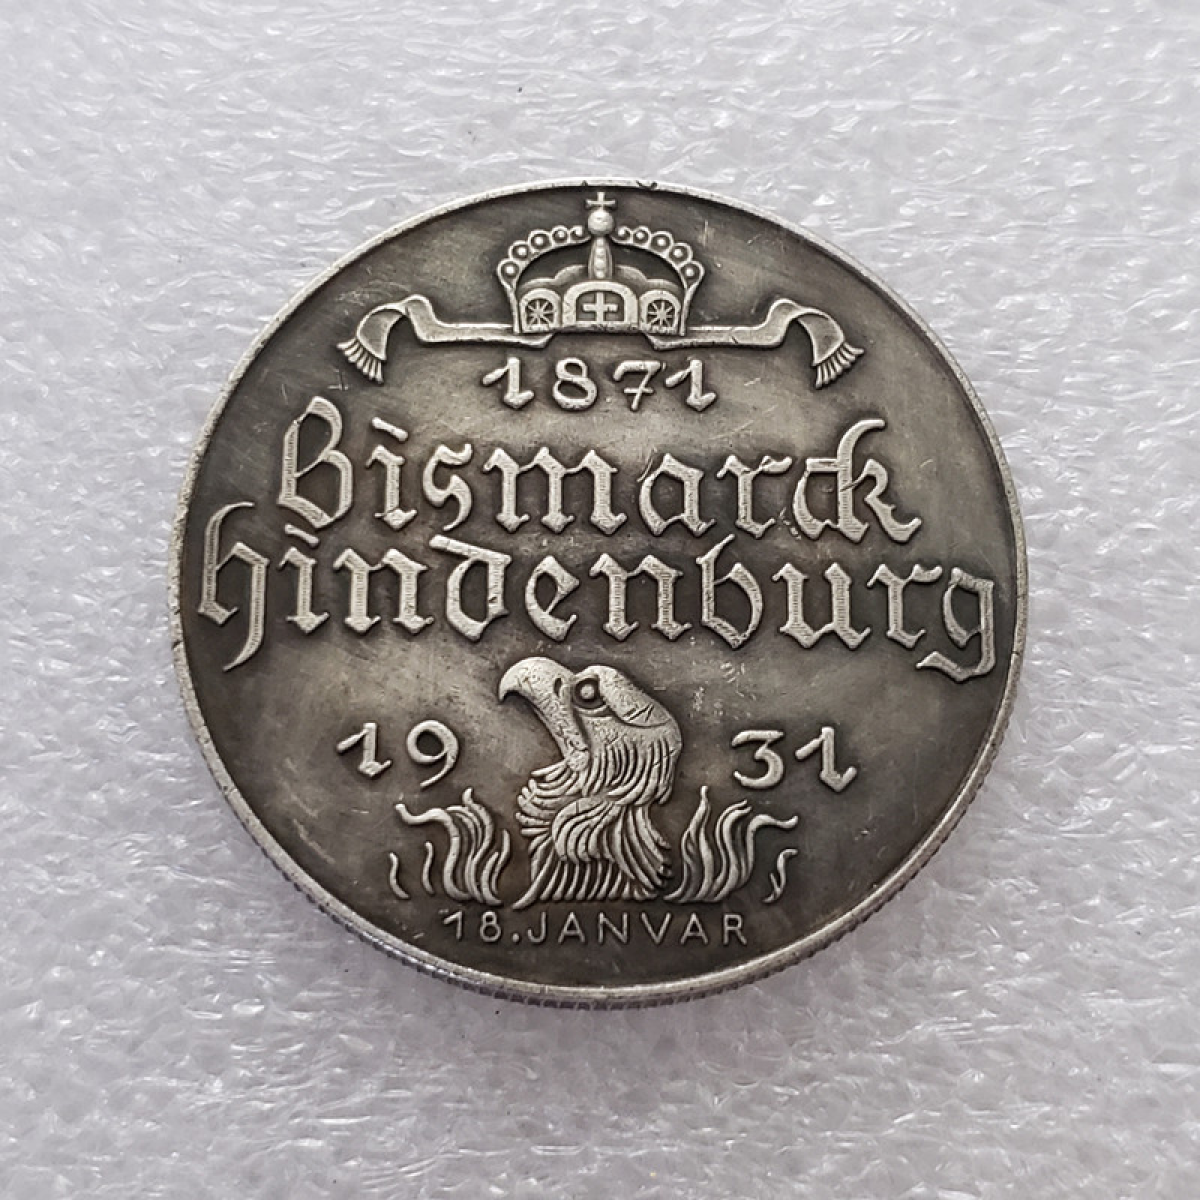 1871
Bismarck
Hindenburg
19 31
18. JANVAR